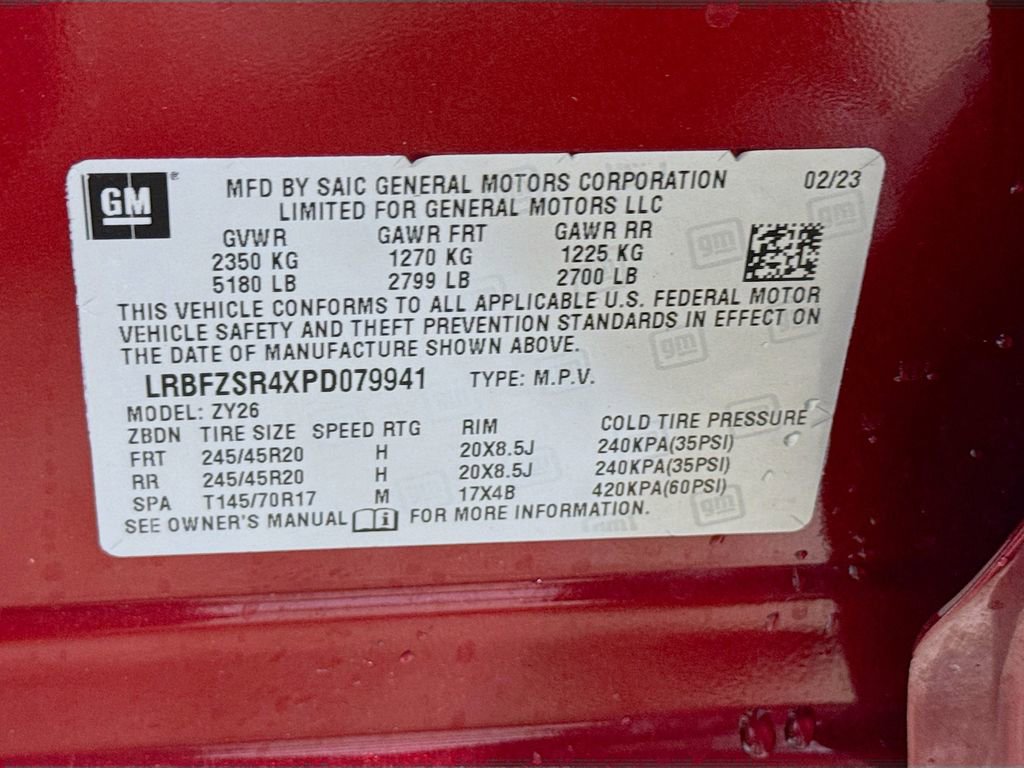 GM ®
MFD BY SAIC GENERAL MOTORS CORPORATION 02/23
LIMITED FOR GENERAL MOTORS LLC
GVWR GAWR FRT GAWR RR
2350 KG 1270 KG 1225 KG
5180 LB 2799 LB 2700 LB
THIS VEHICLE CONFORMS TO ALL APPLICABLE U.S. FEDERAL MOTOR
VEHICLE SAFETY AND THEFT PREVENTION STANDARDS IN EFFECT ON
THE DATE OF MANUFACTURE SHOWN ABOVE.
LRBFZSR4XPD079941 TYPE: M.P.V.
MODEL: ZY26
ZBDN TIRE SIZE SPEED RTG RIM COLD TIRE PRESSURE
FRT 245/45R20 H 20X8.5J 240KPA(35PSI)
RR 245/45R20 H 20X8.5J 240KPA(35PSI)
SPA T145/70R17 M 17X4B 420KPA(60PSI)
SEE OWNER'S MANUAL i FOR MORE INFORMATION.
gm
gm
gm
gm